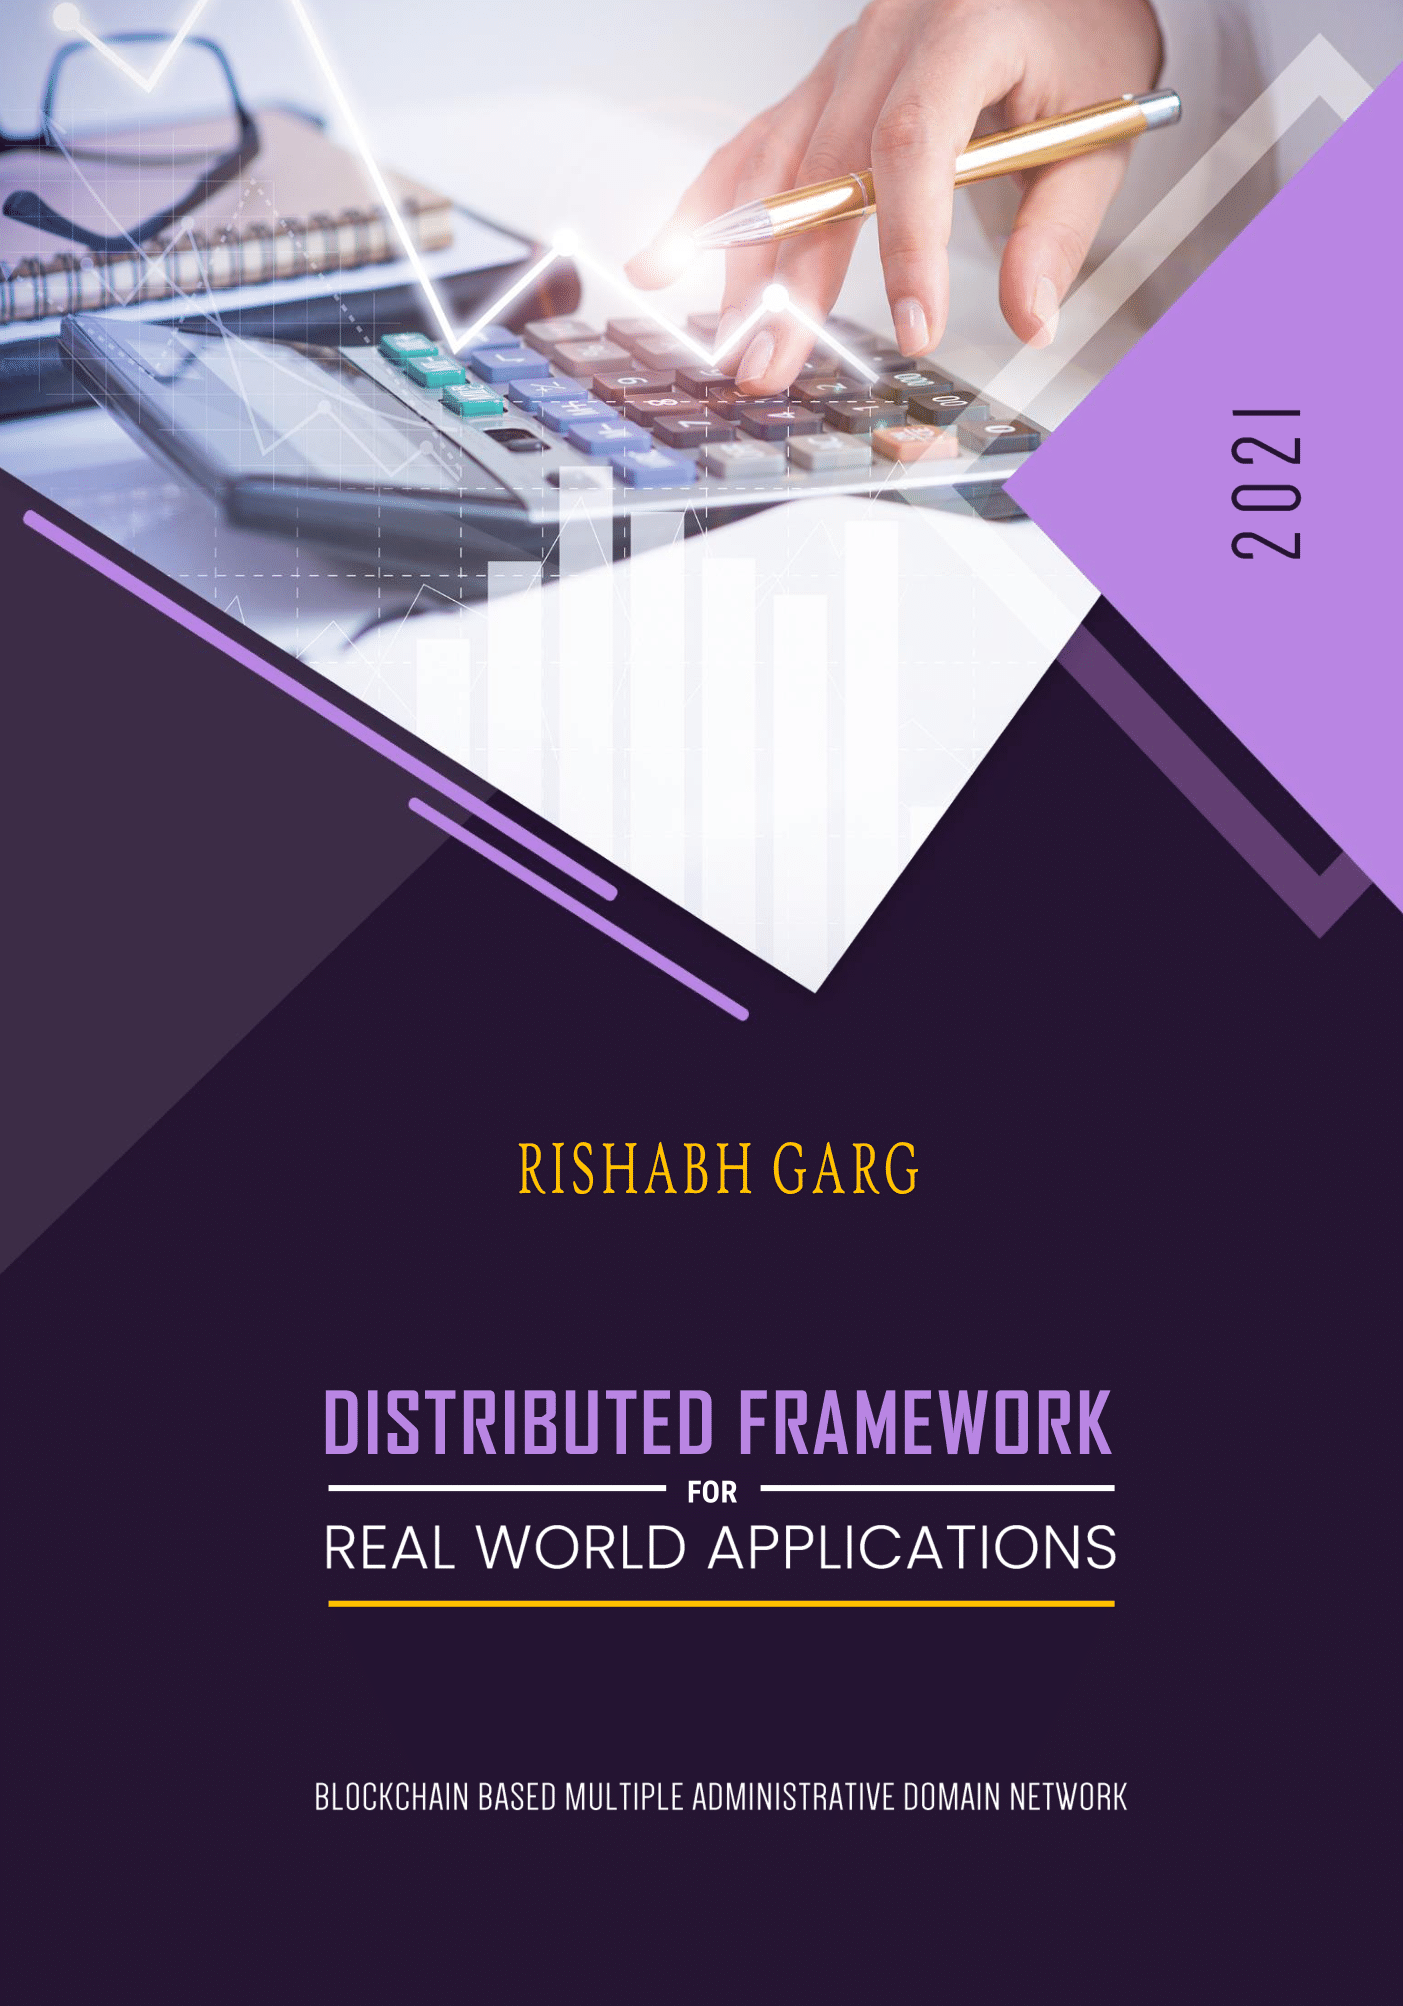 2021
RISHABH GARG
DISTRIBUTED FRAMEWORK
FOR
REAL WORLD APPLICATIONS
BLOCKCHAIN BASED MULTIPLE ADMINISTRATIVE DOMAIN NETWORK